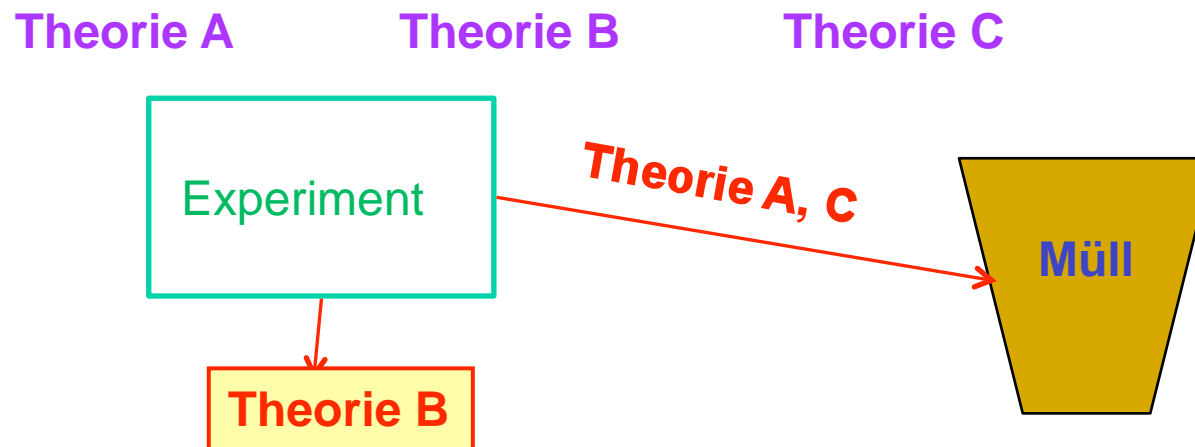 Theorie A
Theorie B
Theorie C
Experiment
Theorie A, C
Müll
Theorie B